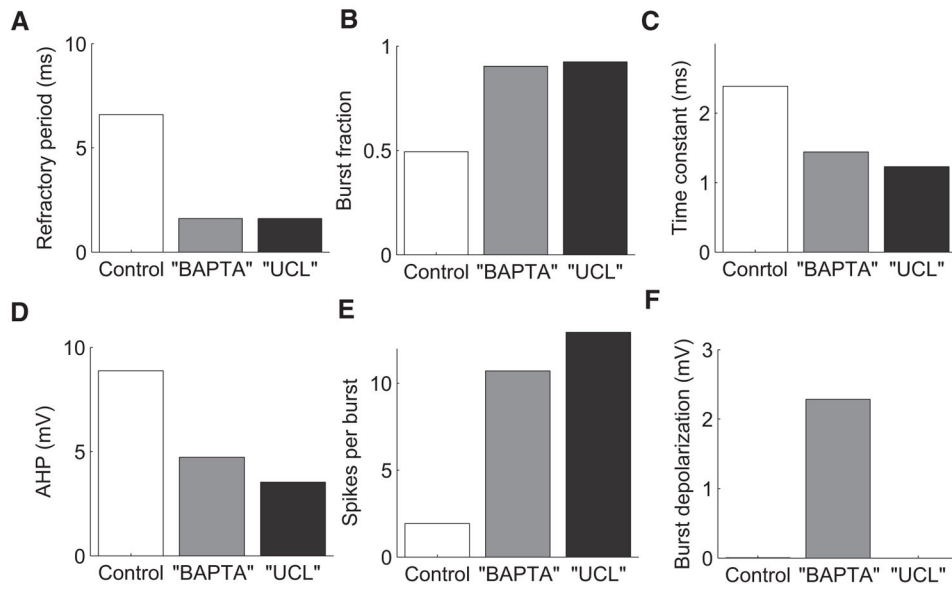 A
Refractory period (ms)
10
5
0
Control "BAPTA" "UCL"
B
Burst fraction
1
0.5
0
Control "BAPTA" "UCL"
C
Time constant (ms)
2
1
0
Conrtol "BAPTA" "UCL"
D
AHP (mV)
10
5
0
Control "BAPTA" "UCL"
E
Spikes per burst
10
5
0
Control "BAPTA" "UCL"
F
Burst depolarization (mV)
3
2
1
0
Control "BAPTA" "UCL"